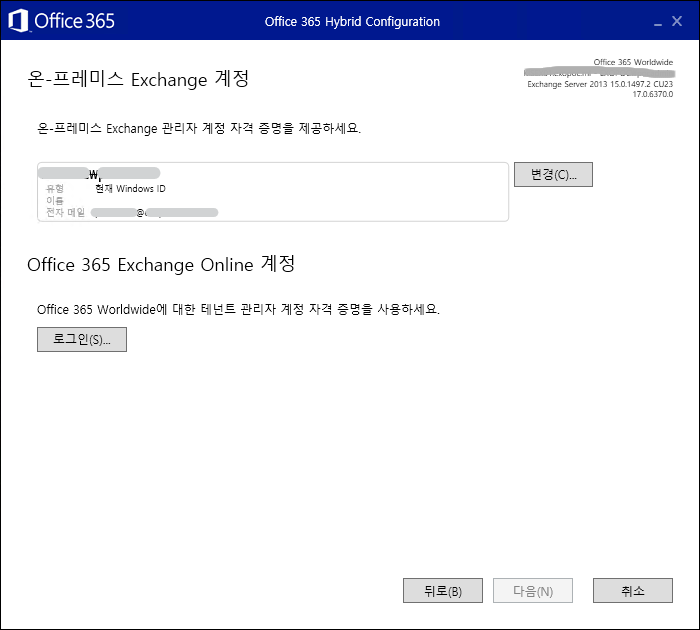 Office 365
Office 365 Hybrid Configuration
온-프레미스 Exchange 계정
Office 365 Worldwide
Exchange Server 2013 15.0.1497.2 CU23
17.0.6370.0
온-프레미스 Exchange 관리자 계정 자격 증명을 제공하세요.
변경(C)...
유형 현재 Windows ID
이름
전자 메일 @
Office 365 Exchange Online 계정
Office 365 Worldwide에 대한 테넌트 관리자 계정 자격 증명을 사용하세요.
로그인(S)...
뒤로(B) 다음(N) 취소